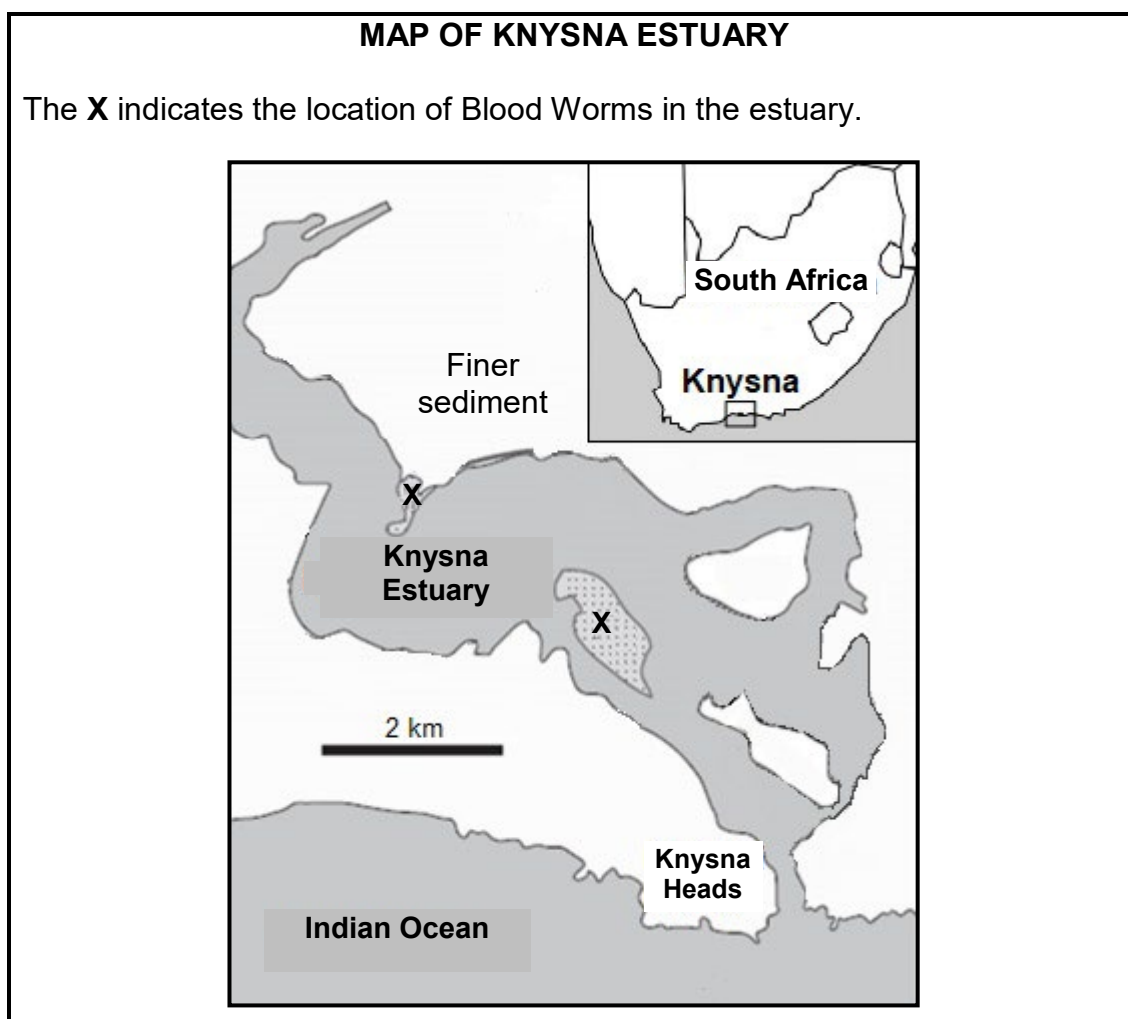 MAP OF KNYSNA ESTUARY
The X indicates the location of Blood Worms in the estuary.
South Africa
Knysna
Finer
sediment
X
Knysna
Estuary
X
2 km
Knysna
Heads
Indian Ocean